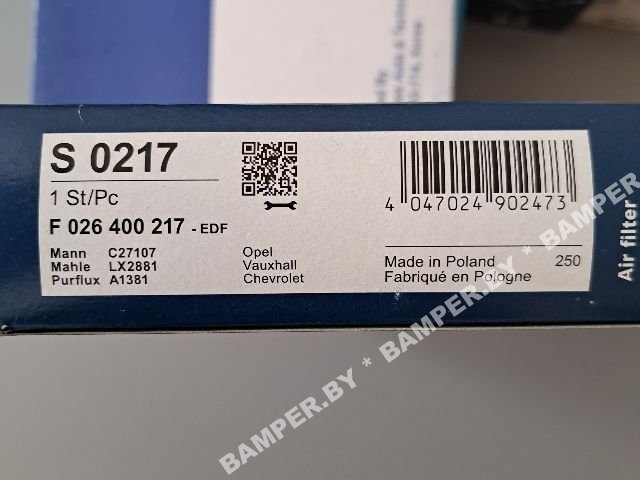 S 0217
1 St/Pc
F 026 400 217 - EDF
Mann C27107
Mahle LX2881
Purflux A1381
Opel
Vauxhall
Chevrolet
4 047024 902473
Made in Poland 250
Fabriqué en Pologne
Air filter
BAMPER.BY * BAMPER.BY * BAMPER